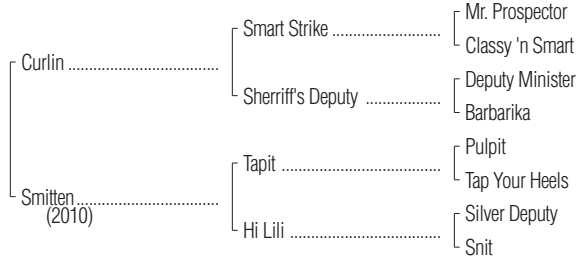 Mr. Prospector
Smart Strike ........................
Classy 'n Smart
Curlin .................................
Deputy Minister
Sherriff's Deputy .................
Barbarika
Pulpit
Tapit ...................................
Tap Your Heels
Smitten ...............................
(2010)
Silver Deputy
Hi Lili .................................
Snit